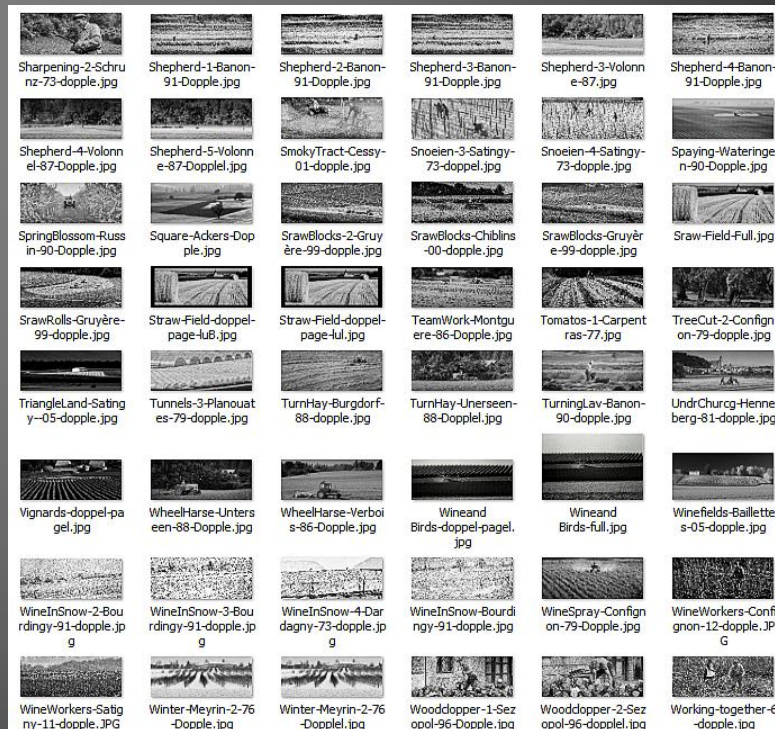 Sharpening-2-Schru
nz-73-dopple.jpg
Shepherd-1-Banon-
91-Dopple.jpg
Shepherd-2-Banon-
91-Dopple.jpg
Shepherd-3-Banon-
91-Dopple.jpg
Shepherd-3-Volonn
e-87.jpg
Shepherd-4-Banon-
91-Dopple.jpg
Shepherd-4-Volonn
el-87-Dopple.jpg
Shepherd-5-Volonn
e-87-Dopplel.jpg
SmokyTract-Cessy-
01-dopple.jpg
Snoeien-3-Satingy-
73-doppel.jpg
Snoeien-4-Satingy-
73-dopple.jpg
Spaying-Wateringe
n-90-Dopple.jpg
SpringBlossom-Russ
in-90-Dopple.jpg
Square-Ackers-Dop
ple.jpg
SrawBlocks-2-Gruy
ère-99-dopple.jpg
SrawBlocks-Chiblins
-00-dopple.jpg
SrawBlocks-Gruyèr
e-99-dopple.jpg
Sraw-Field-Full.jpg
SrawRolls-Gruyère-
99-dopple.jpg
Straw-Field-doppel-
page-luB.jpg
Straw-Field-doppel-
page-lul.jpg
TeamWork-Montgu
ere-86-Dopple.jpg
Tomatos-1-Carpent
ras-77.jpg
TreeCut-2-Confign
on-79-dopple.jpg
TriangleLand-Sating
y--05-dopple.jpg
Tunnels-3-Planouat
es-79-dopple.jpg
TurnHay-Burgdorf-
88-dopple.jpg
TurnHay-Unerseen-
88-Dopplel.jpg
TurningLav-Banon-
90-dopple.jpg
UndrChurcg-Henne
berg-81-dopple.jpg
Vignards-doppel-pa
gel.jpg
WheelHarse-Unters
een-88-Dopple.jpg
WheelHarse-Verboi
s-86-Dopple.jpg
Wineand
Birds-doppel-pagel.
jpg
Wineand
Birds-full.jpg
Winefields-Baillette
s-05-dopple.jpg
WineInSnow-2-Bou
rdingy-91-dopple.jp
g
WineInSnow-3-Bou
rdingy-91-dopple.jp
g
WineInSnow-4-Dar
dagny-73-dopple.jp
g
WineInSnow-Bourdi
ngy-91-dopple.jpg
WineSpray-Confign
on-79-Dopple.jpg
WineWorkers-Confi
gnon-12-dopple.JP
G
WineWorkers-Satig
ny-11-dopple.JPG
Winter-Meyrin-2-76
-Dopple.jpg
Winter-Meyrin-2-76
-Dopplel.jpg
Woodclopper-1-Sez
opol-96-Dopple.jpg
Woodclopper-2-Sez
opol-96-dopplel.jpg
Working-together-6
-dopple.jpg